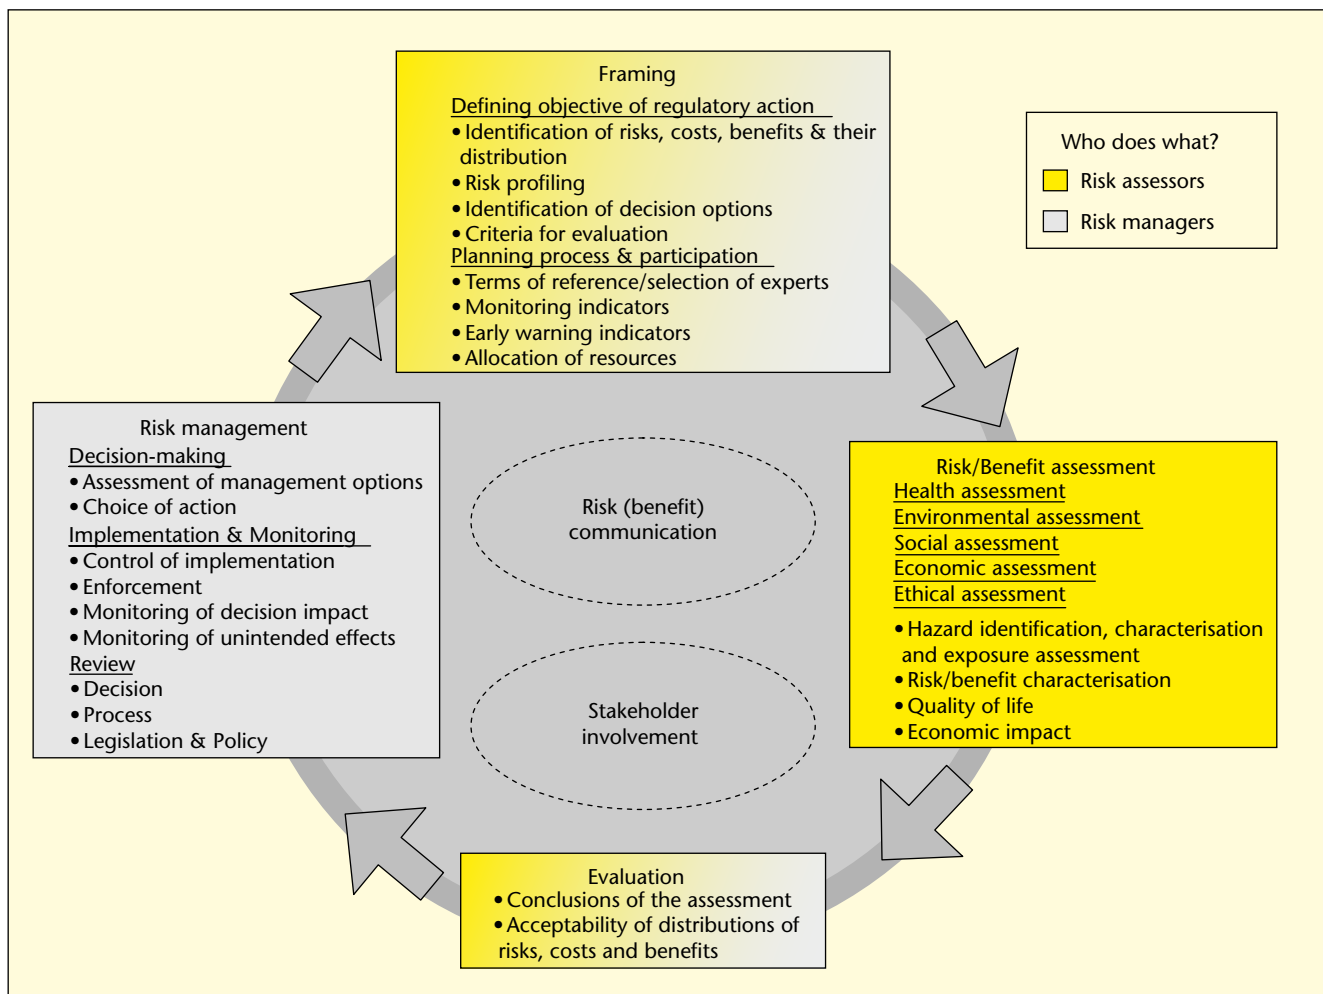 Framing
Defining objective of regulatory action
• Identification of risks, costs, benefits & their
distribution
• Risk profiling
• Identification of decision options
• Criteria for evaluation
Planning process & participation
• Terms of reference/selection of experts
• Monitoring indicators
• Early warning indicators
• Allocation of resources
Who does what?
Risk assessors
Risk managers
Risk management
Decision-making
• Assessment of management options
• Choice of action
Implementation & Monitoring
• Control of implementation
• Enforcement
• Monitoring of decision impact
• Monitoring of unintended effects
Review
• Decision
• Process
• Legislation & Policy
Risk (benefit)
communication
Stakeholder
involvement
Risk/Benefit assessment
Health assessment
Environmental assessment
Social assessment
Economic assessment
Ethical assessment
• Hazard identification, characterisation
and exposure assessment
• Risk/benefit characterisation
• Quality of life
• Economic impact
Evaluation
• Conclusions of the assessment
• Acceptability of distributions of
risks, costs and benefits